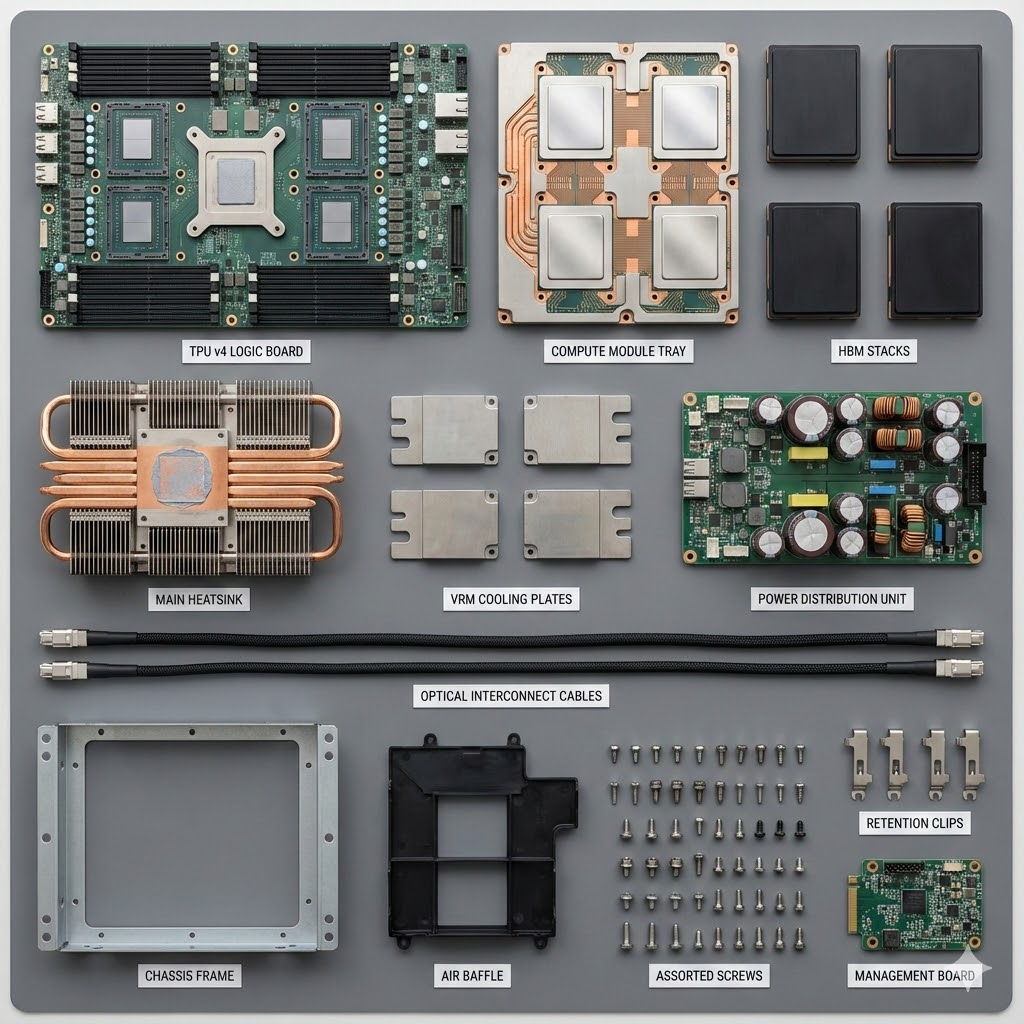 TPU v4 LOGIC BOARD
COMPUTE MODULE TRAY
HBM STACKS
MAIN HEATSINK
VRM COOLING PLATES
POWER DISTRIBUTION UNIT
OPTICAL INTERCONNECT CABLES
RETENTION CLIPS
CHASSIS FRAME
AIR BAFFLE
ASSORTED SCREWS
MANAGEMENT BOARD